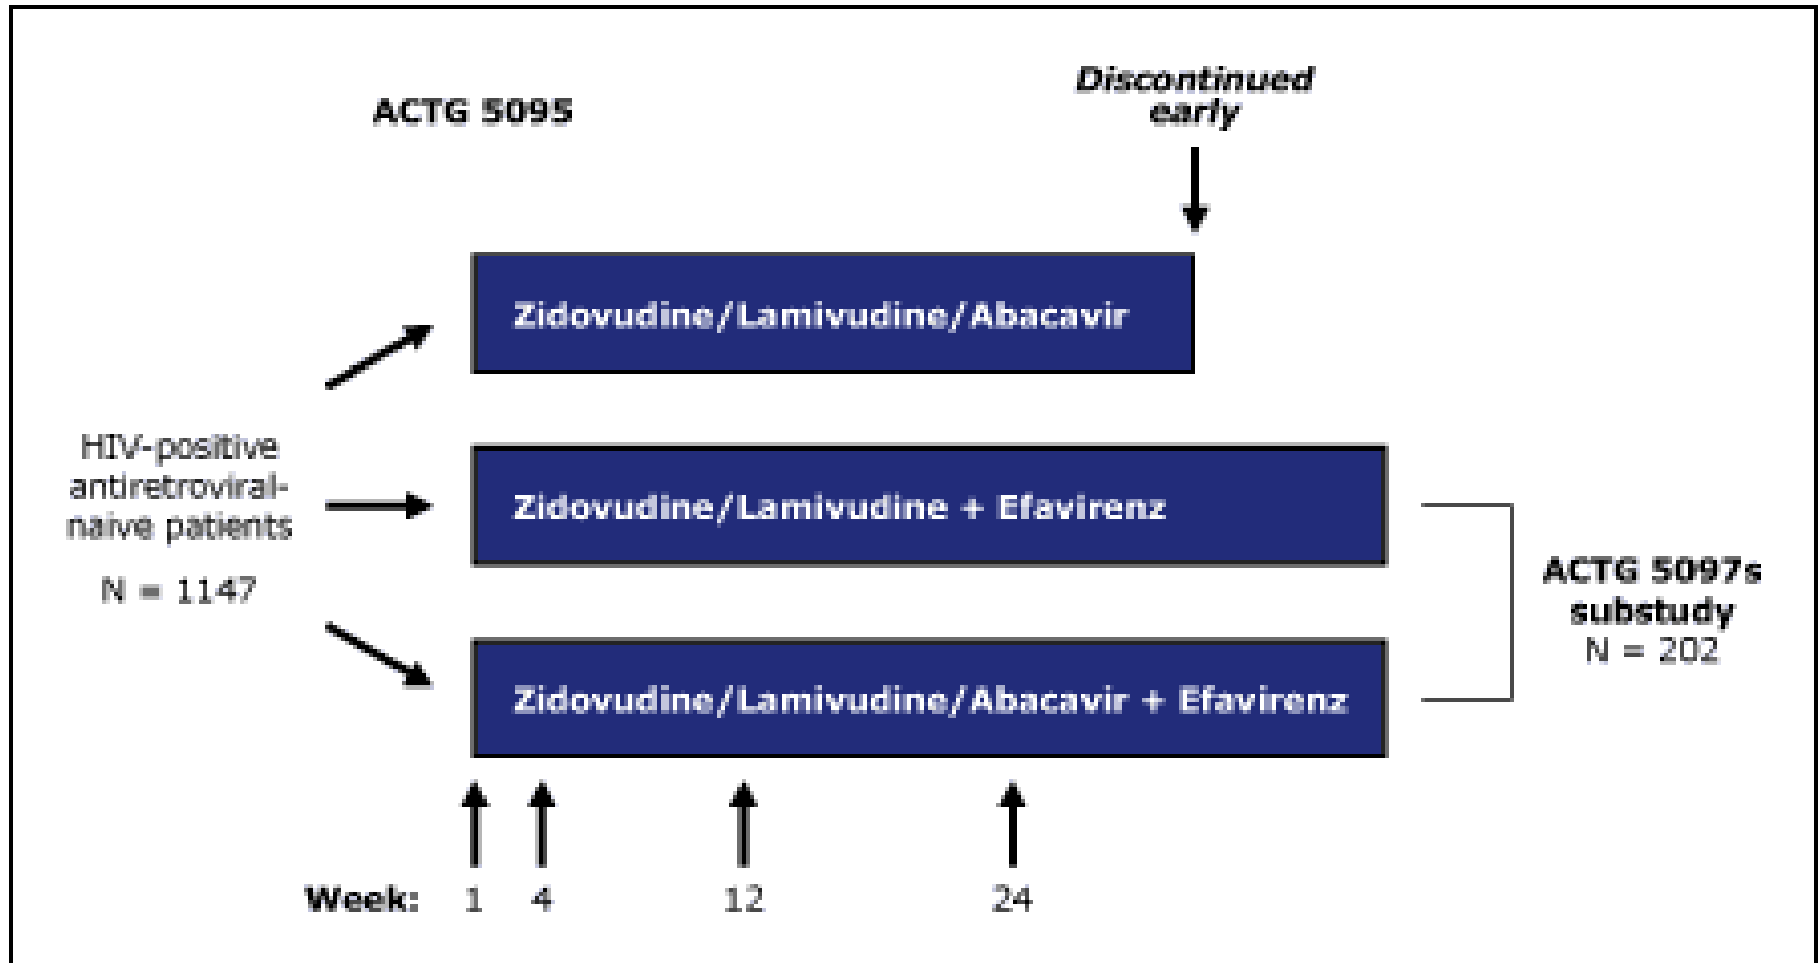 ACTG 5095
Discontinued
early
Zidovudine/Lamivudine/Abacavir
HIV-positive
antiretroviral-
naive patients
N = 1147
Zidovudine/Lamivudine + Efavirenz
Zidovudine/Lamivudine/Abacavir + Efavirenz
ACTG 5097s
substudy
N = 202
Week: 1 4 12 24